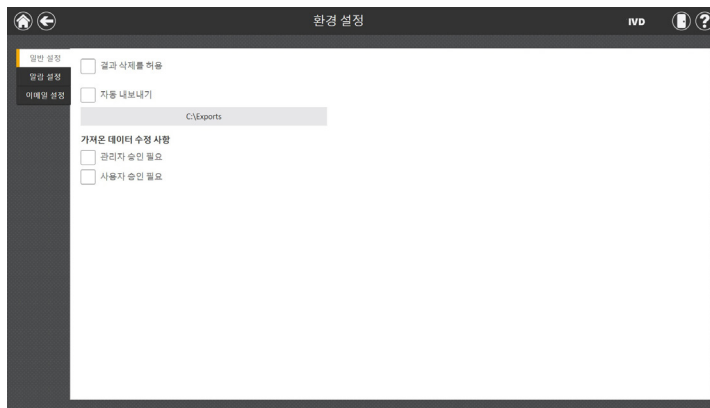 환경 설정
IVD
?
일반 설정
알람 설정
이메일 설정
결과 삭제를 허용
자동 내보내기
C:\Exports
가져온 데이터 수정 사항
관리자 승인 필요
사용자 승인 필요